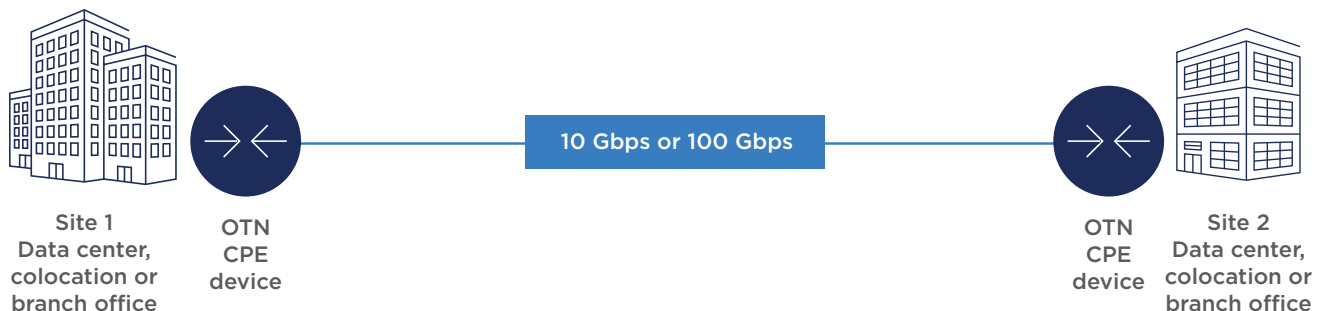 10 Gbps or 100 Gbps
Site 1
Data center,
colocation or
branch office
OTN
CPE
device
OTN
CPE
device
Site 2
Data center,
colocation or
branch office